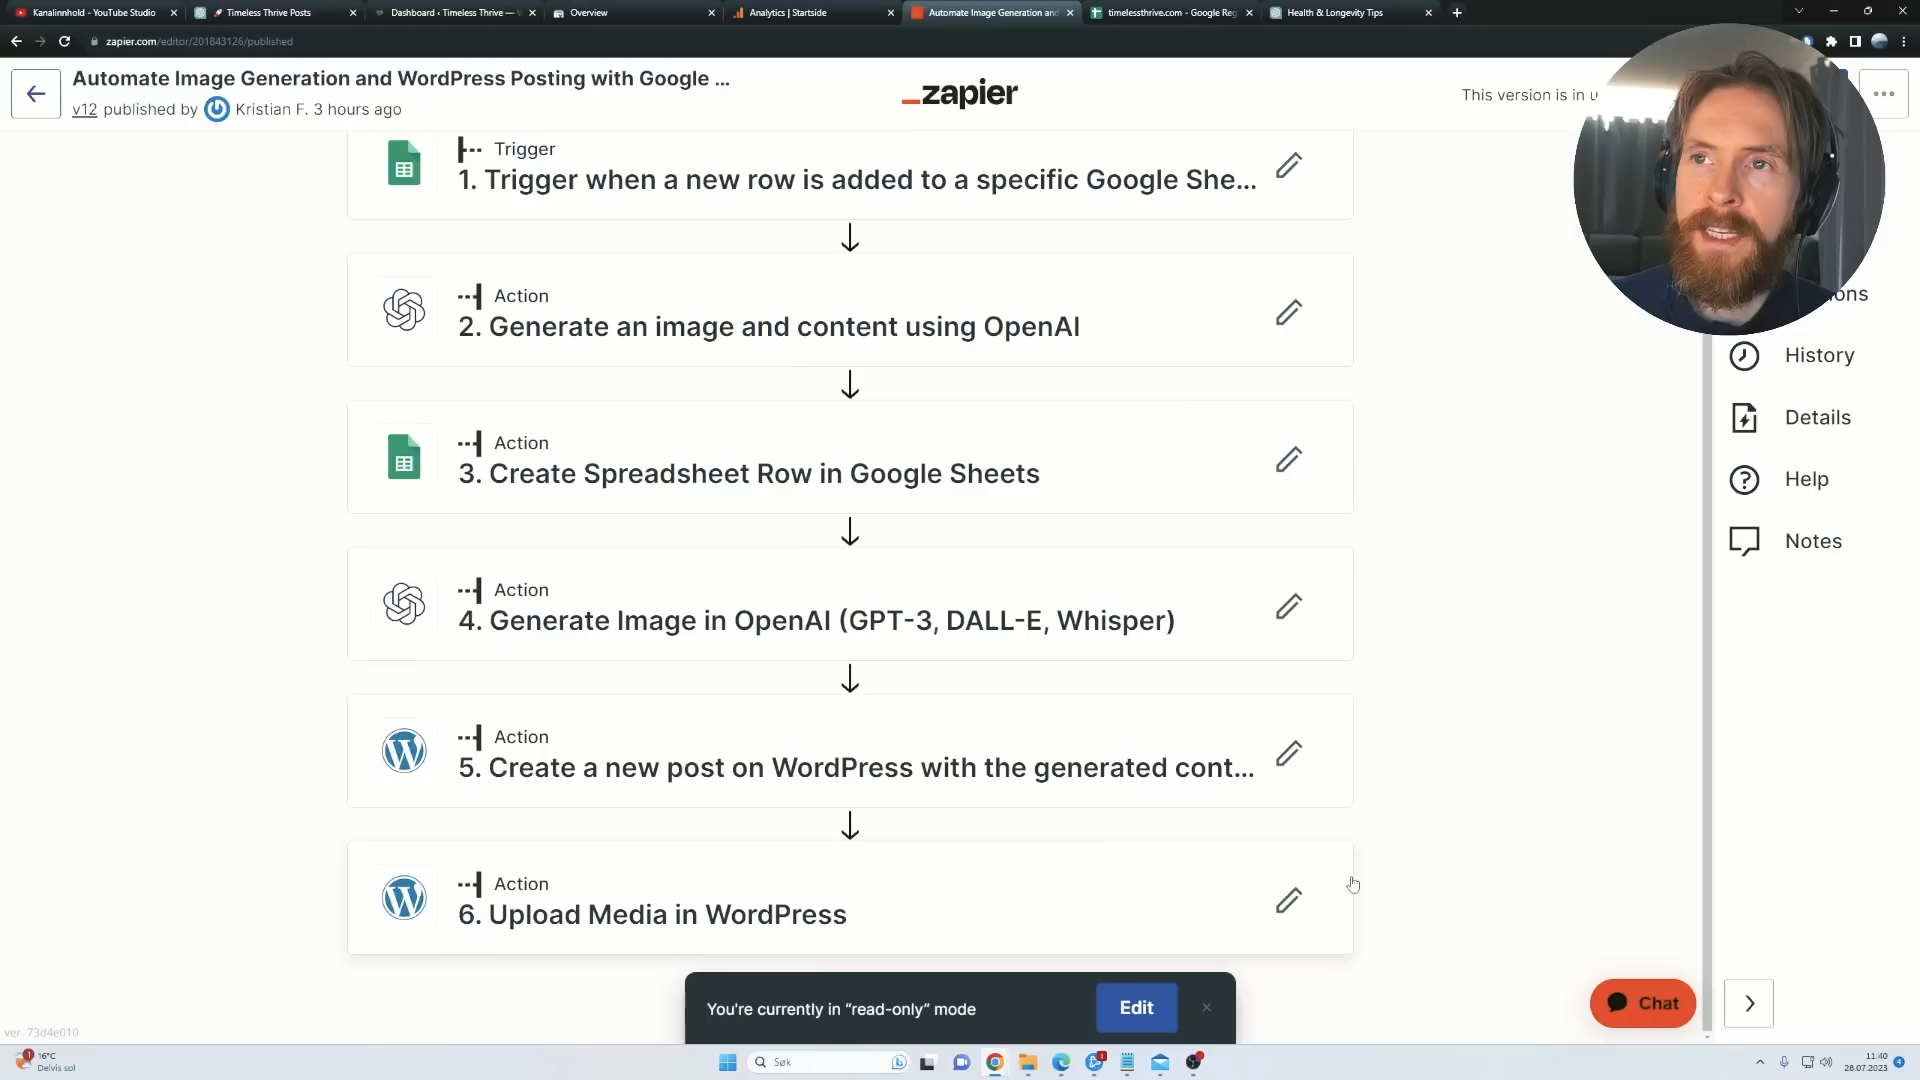 Kanalinnhold - YouTube Studio
Timeless Thrive Posts
Dashboard ‹ Timeless Thrive —
Overview
Analytics | Startside
Automate Image Generation and
timelessthrive.com - Google Reg
Health & Longevity Tips
zapier.com/editor/201843126/published
Automate Image Generation and WordPress Posting with Google ...
v12 published by Kristian F. 3 hours ago
zapier
This version is in u
Trigger
1. Trigger when a new row is added to a specific Google She...
Action
2. Generate an image and content using OpenAI
Action
3. Create Spreadsheet Row in Google Sheets
Action
4. Generate Image in OpenAI (GPT-3, DALL-E, Whisper)
Action
5. Create a new post on WordPress with the generated cont...
Action
6. Upload Media in WordPress
ons
History
Details
Help
Notes
You're currently in “read-only” mode
Edit
Chat
ver. 73d4e010
1
16°C
Delvis sol
Søk
11:40
28.07.2023
4